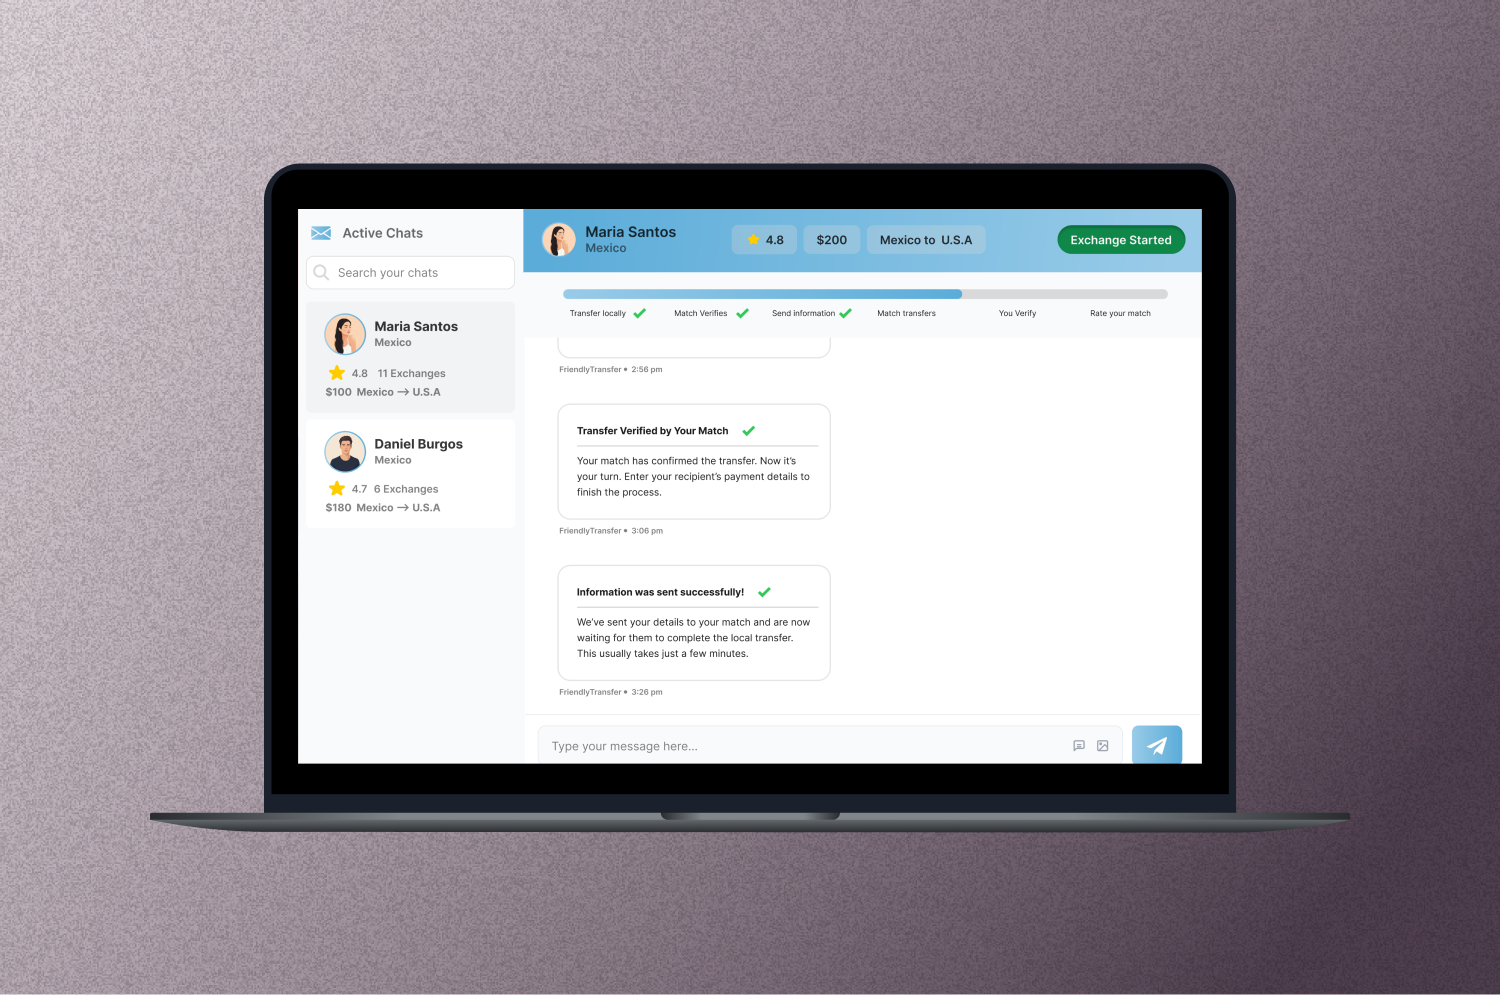 Active Chats
Search your chats
Maria Santos
Mexico
4.8 11 Exchanges
$100 Mexico → U.S.A
Daniel Burgos
Mexico
4.7 6 Exchanges
$180 Mexico → U.S.A
Maria Santos
Mexico
4.8
$200
Mexico to U.S.A
Exchange Started
Transfer locally
Match Verifies
Send information
Match transfers
You Verify
Rate your match
FriendlyTransfer • 2:56 pm
Transfer Verified by Your Match
Your match has confirmed the transfer. Now it’s
your turn. Enter your recipient’s payment details to
finish the process.
FriendlyTransfer • 3:06 pm
Information was sent successfully!
We’ve sent your details to your match and are now
waiting for them to complete the local transfer.
This usually takes just a few minutes.
FriendlyTransfer • 3:26 pm
Type your message here...